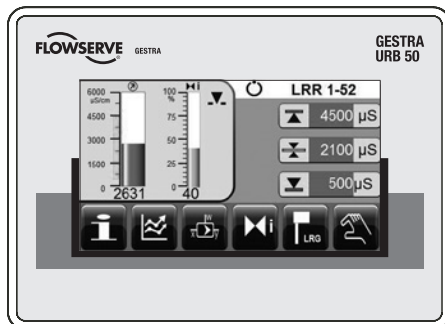 FLOWSERVE GESTRA
GESTRA
URB 50
6000
µS/cm
4500
3000
1500
0
2631
100
%
75
50
25
0
40
i
LRR 1-52
4500 µS
2100 µS
500 µS
i
W
X
Y
i
LRG